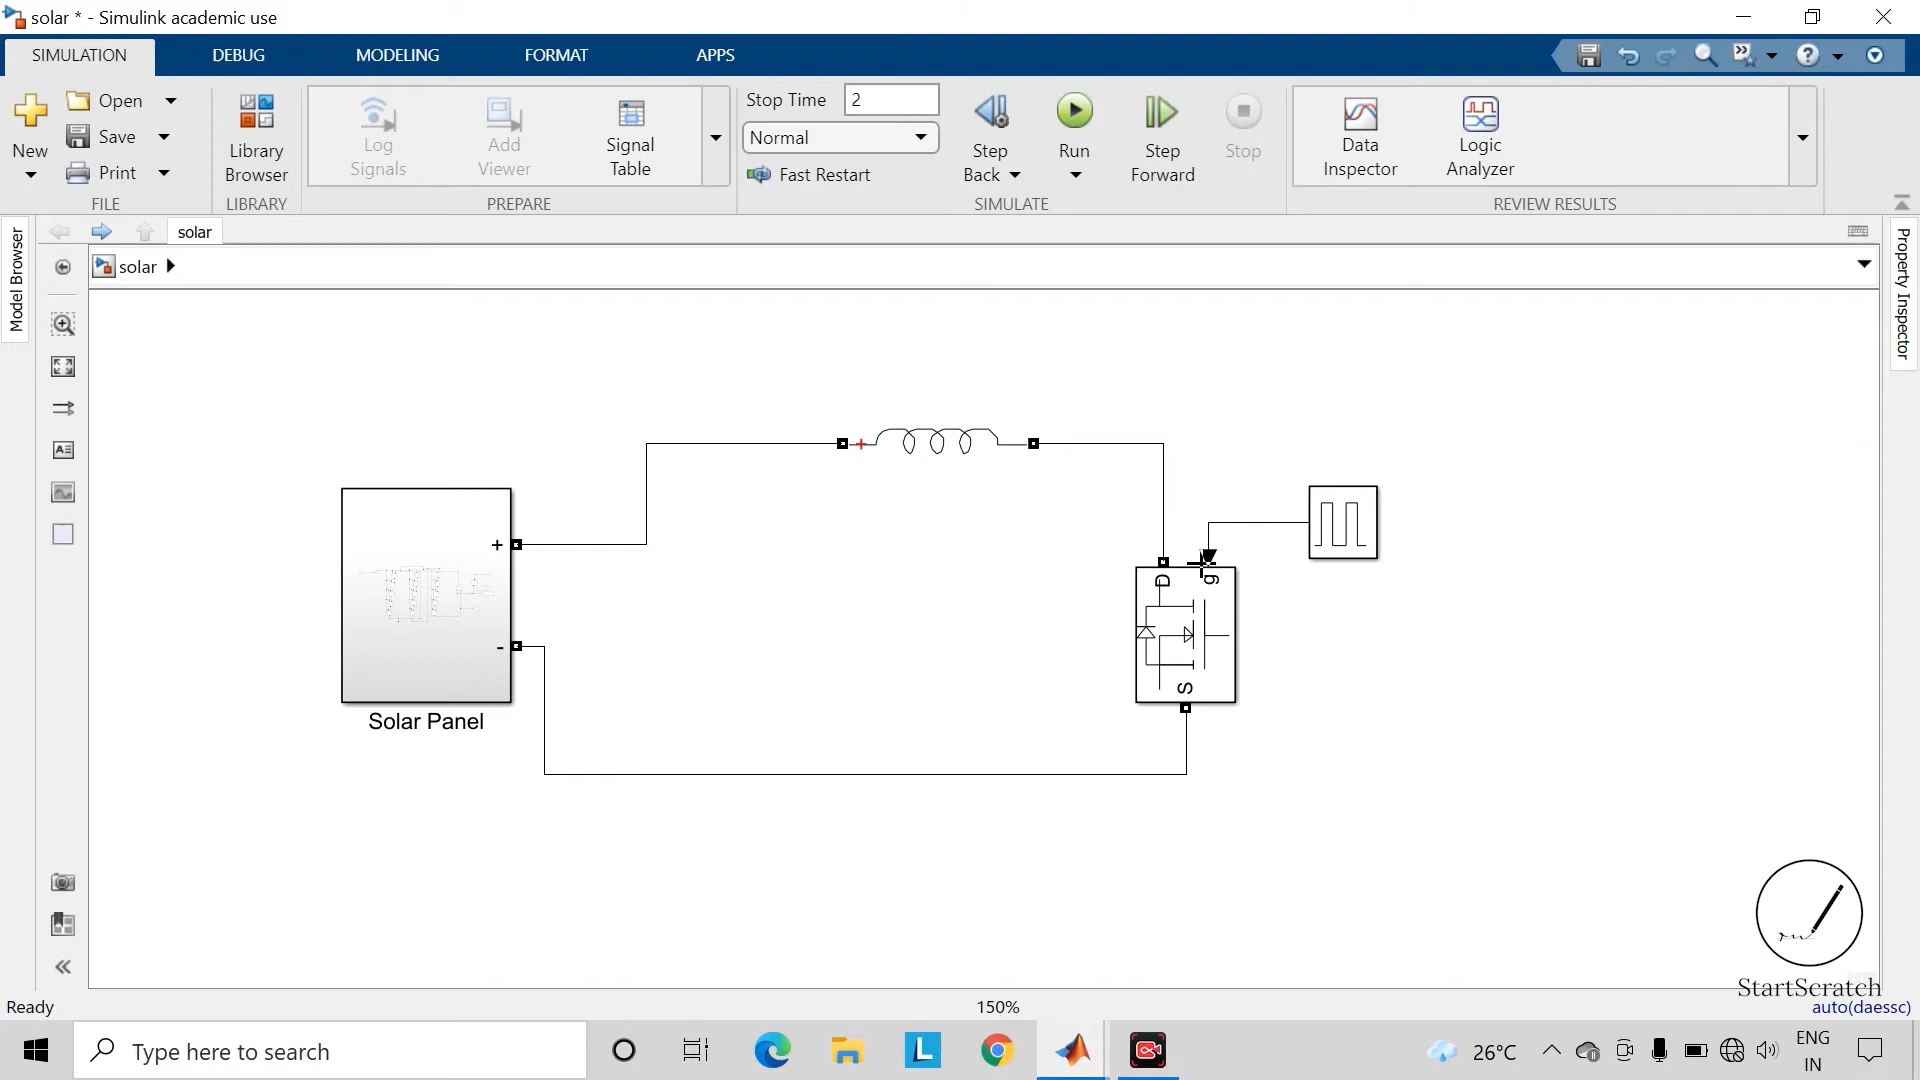 solar * - Simulink academic use
SIMULATION
DEBUG
MODELING
FORMAT
APPS
New
Open
Save
Print
FILE
Library
Browser
LIBRARY
Log
Signals
Add
Viewer
Signal
Table
PREPARE
Stop Time
2
Normal
Fast Restart
Step
Back
Run
Step
Forward
Stop
SIMULATE
Data
Inspector
Logic
Analyzer
REVIEW RESULTS
Model Browser
solar
solar
Property Inspector
+
-
Solar Panel
+
D
g
S
StartScratch
Ready
150%
auto(daessc)
Type here to search
L
26°C
ENG
IN